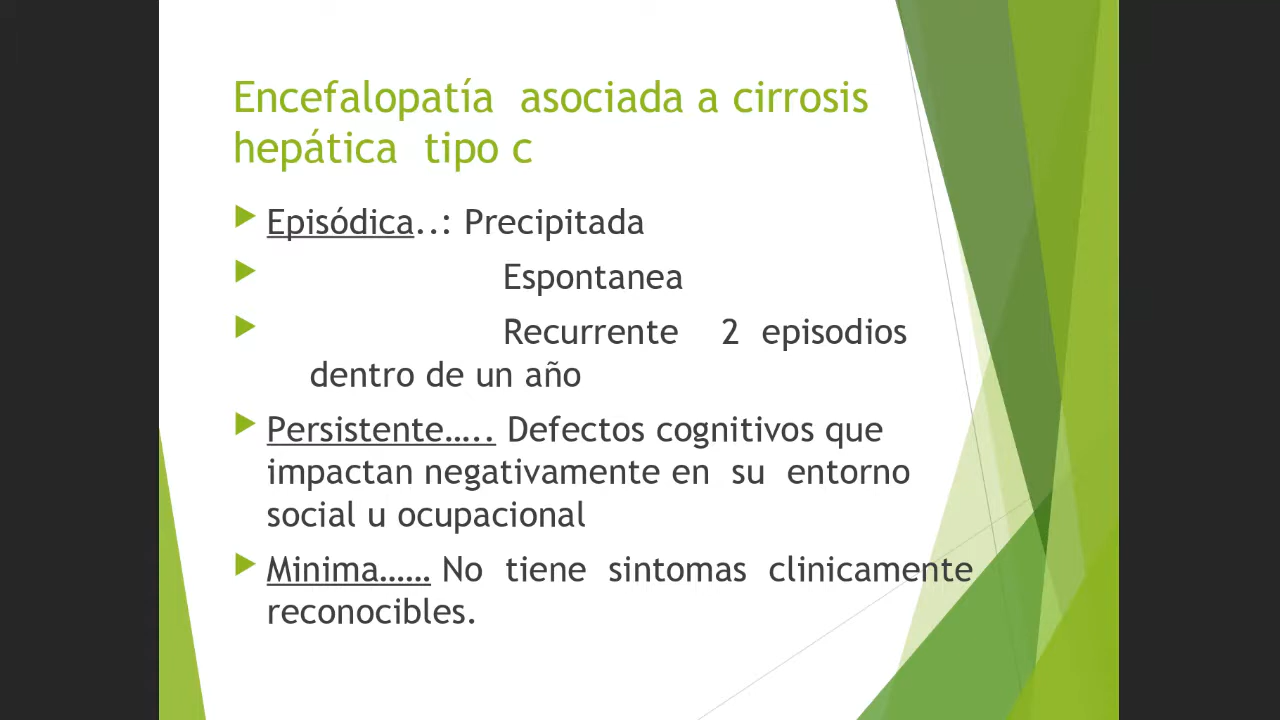 Encefalopatía asociada a cirrosis
hepática tipo c
Episódica..: Precipitada
Espontanea
Recurrente 2 episodios
dentro de un año
Persistente….. Defectos cognitivos que
impactan negativamente en su entorno
social u ocupacional
Minima…… No tiene sintomas clinicamente
reconocibles.